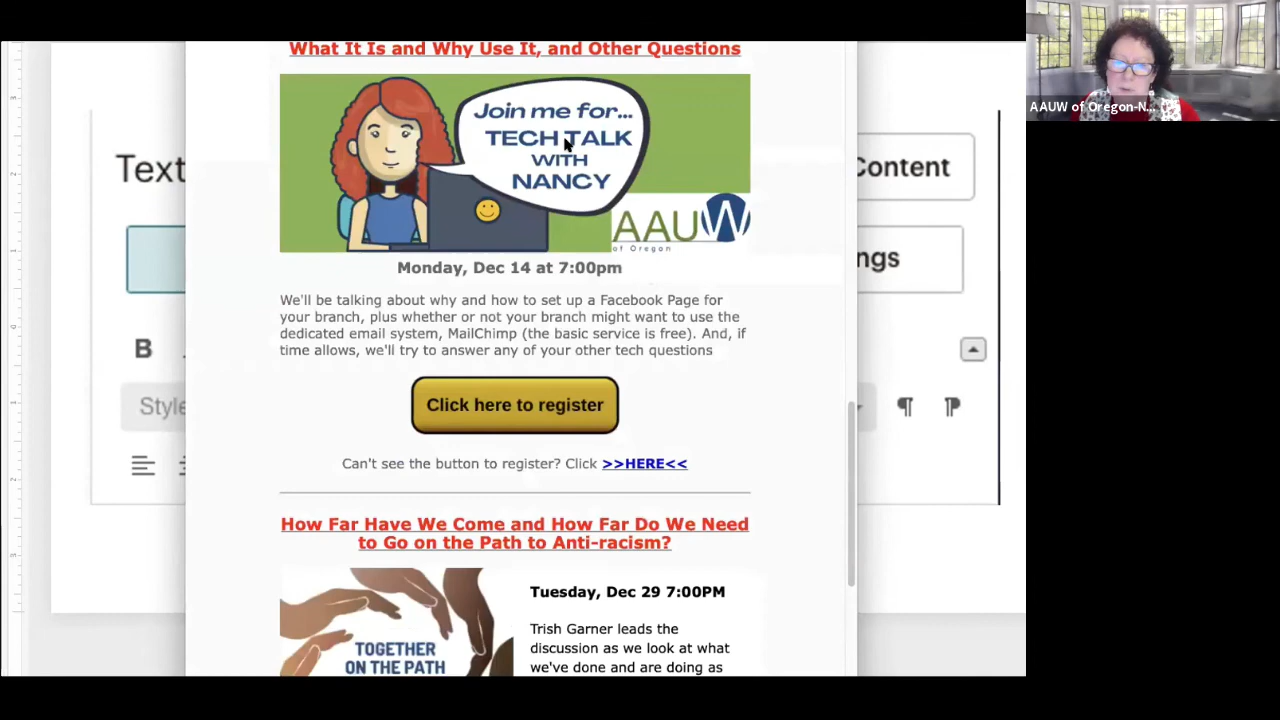 What It Is and Why Use It, and Other Questions
Join me for...
TECH TALK
WITH
NANCY
AAUW
of Oregon
Monday, Dec 14 at 7:00pm
We'll be talking about why and how to set up a Facebook Page for
your branch, plus whether or not your branch might want to use the
dedicated email system, MailChimp (the basic service is free). And, if
time allows, we'll try to answer any of your other tech questions
Click here to register
Can't see the button to register? Click >>HERE<<
How Far Have We Come and How Far Do We Need
to Go on the Path to Anti-racism?
TOGETHER
ON THE PATH
Tuesday, Dec 29 7:00PM
Trish Garner leads the
discussion as we look at what
we've done and are doing as
Text
B
Style
Content
ngs
AAUW of Oregon-N...